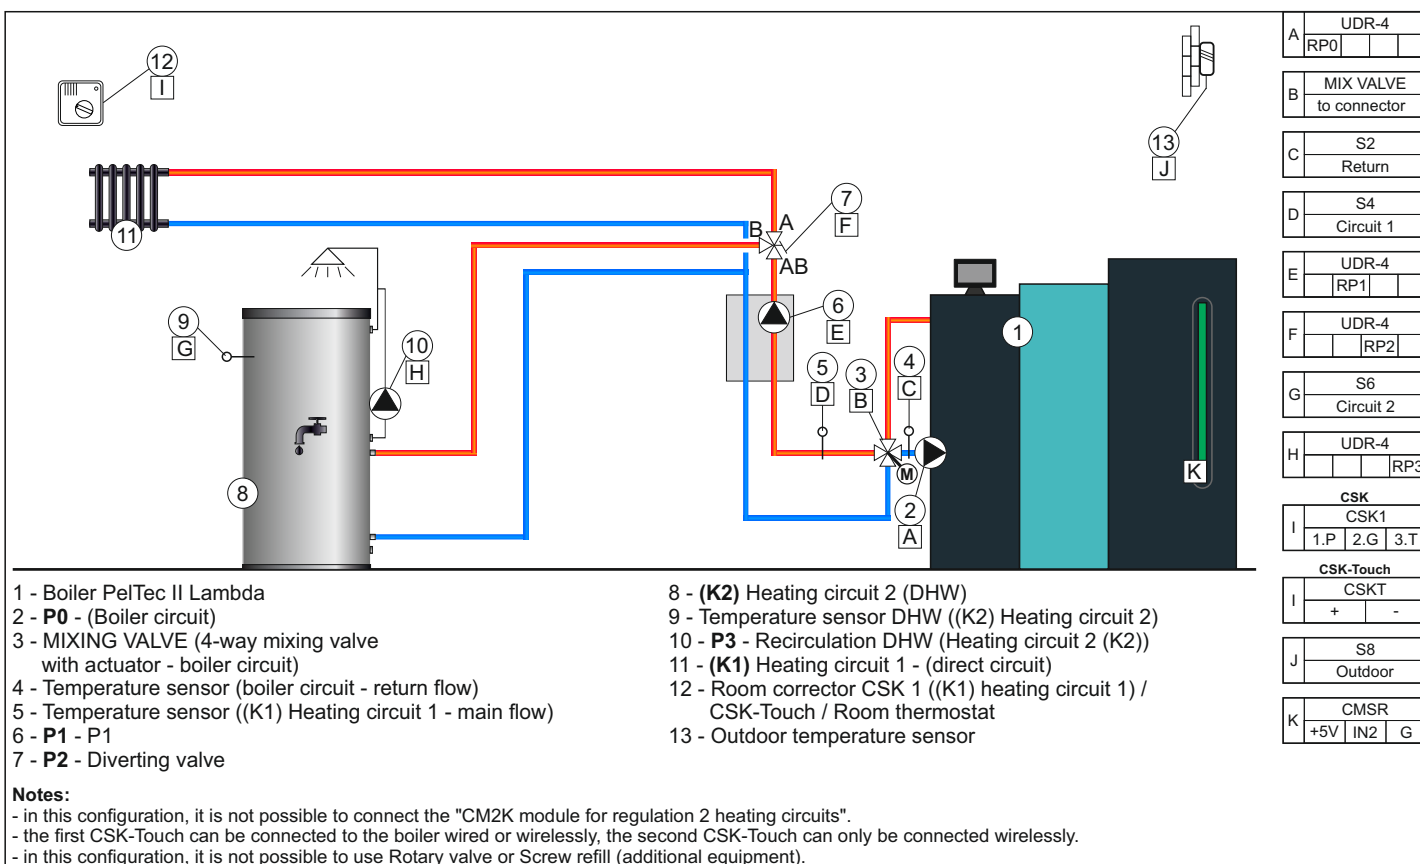 12
I
13
J
7
F
B
A
AB
11
6
E
9
G
10
H
5
D
3
B
4
C
1
M
K
8
2
A
A
UDR-4
RP0
B
MIX VALVE
to connector
C
S2
Return
D
S4
Circuit 1
E
UDR-4
RP1
F
UDR-4
RP2
G
S6
Circuit 2
H
UDR-4
RP3
CSK
I
CSK1
1.P 2.G 3.T
CSK-Touch
I
CSKT
+ -
J
S8
Outdoor
K
CMSR
+5V IN2 G
1 - Boiler PelTec II Lambda
2 - P0 - (Boiler circuit)
3 - MIXING VALVE (4-way mixing valve
with actuator - boiler circuit)
4 - Temperature sensor (boiler circuit - return flow)
5 - Temperature sensor ((K1) Heating circuit 1 - main flow)
6 - P1 - P1
7 - P2 - Diverting valve
8 - (K2) Heating circuit 2 (DHW)
9 - Temperature sensor DHW ((K2) Heating circuit 2)
10 - P3 - Recirculation DHW (Heating circuit 2 (K2))
11 - (K1) Heating circuit 1 - (direct circuit)
12 - Room corrector CSK 1 ((K1) heating circuit 1) /
CSK-Touch / Room thermostat
13 - Outdoor temperature sensor
Notes:
- in this configuration, it is not possible to connect the "CM2K module for regulation 2 heating circuits".
- the first CSK-Touch can be connected to the boiler wired or wirelessly, the second CSK-Touch can only be connected wirelessly.
- in this configuration, it is not possible to use Rotary valve or Screw refill (additional equipment).